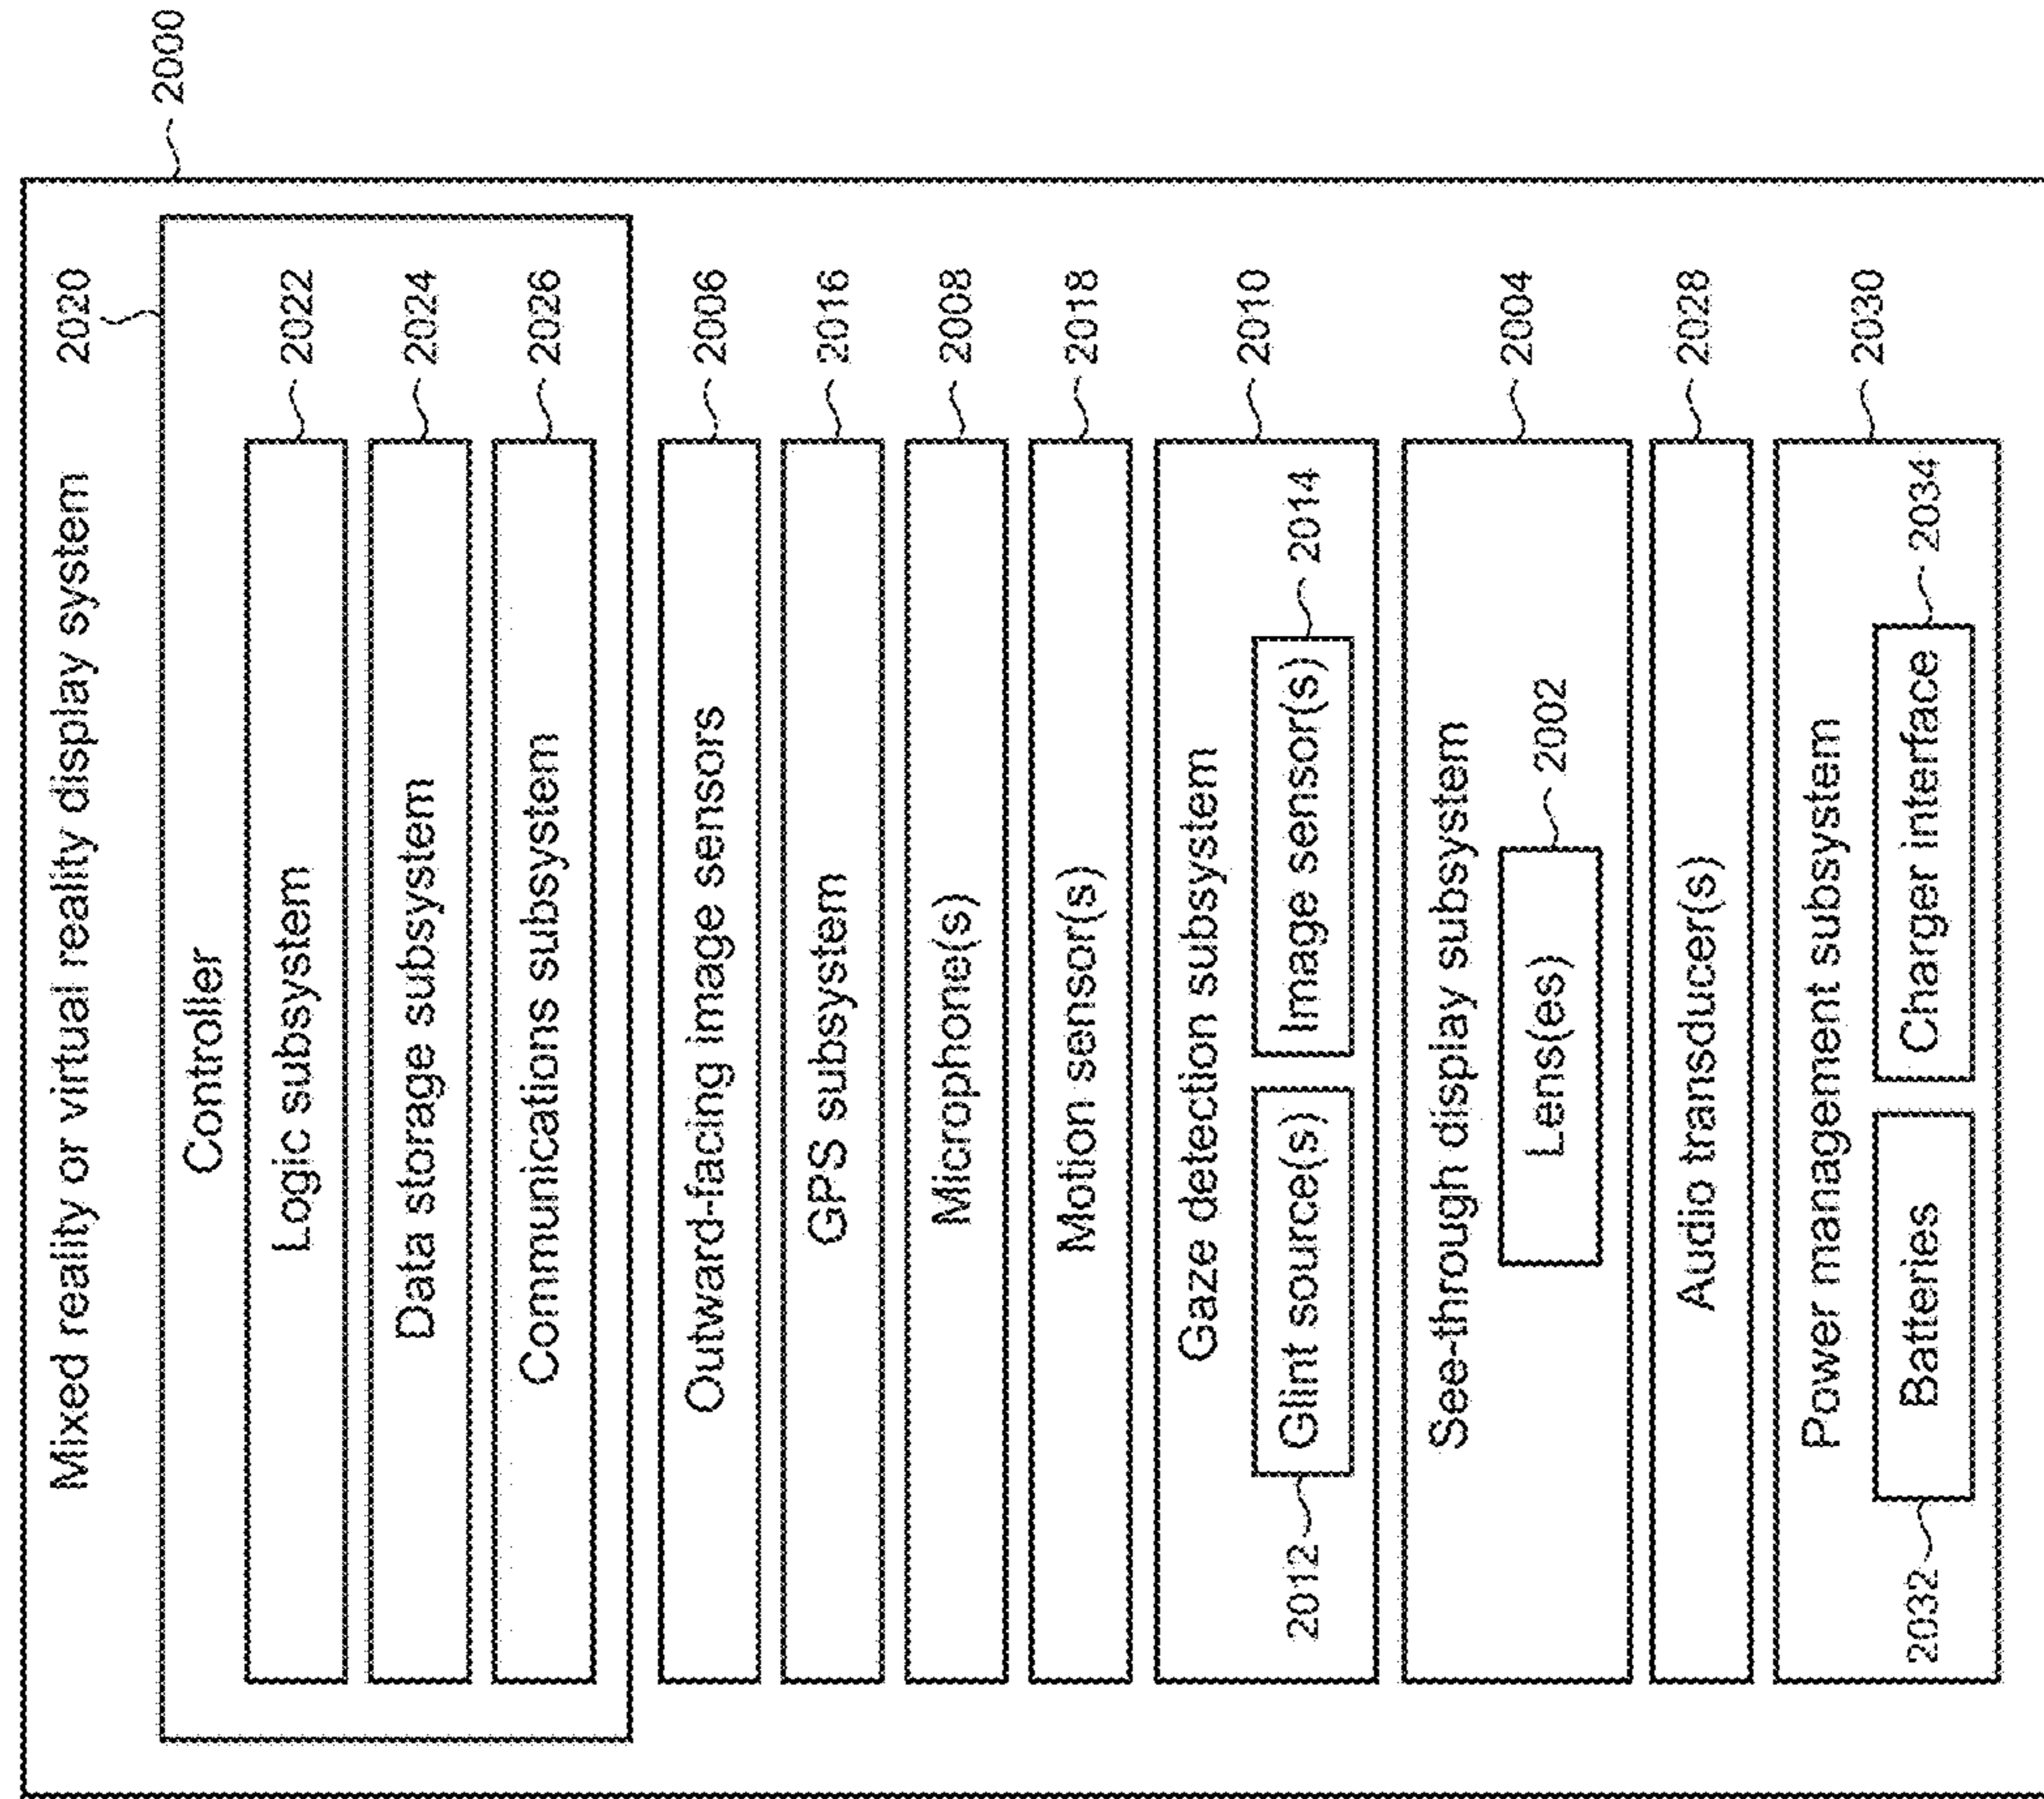 2000
Mixed reality or virtual reality display system 2020
Controller
Logic subsystem 2022
Data storage subsystem 2024
Communications subsystem 2026
Outward-facing image sensors 2006
GPS subsystem 2016
Microphone(s) 2008
Motion sensor(s) 2018
Gaze detection subsystem 2010
2012 Glint source(s) Image sensor(s) 2014
See-through display subsystem 2004
Lens(es) 2002
Audio transducer(s) 2028
Power management subsystem 2030
2032 Batteries Charger interface 2034